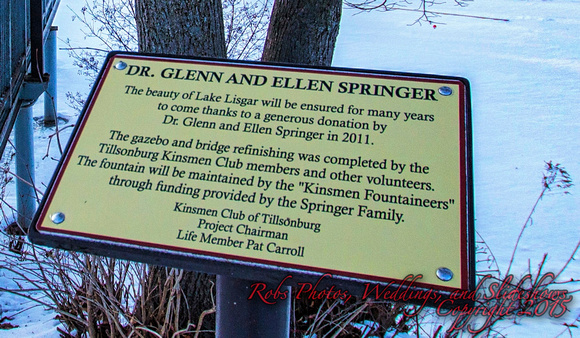 DR. GLENN AND ELLEN SPRINGER
The beauty of Lake Lisgar will be ensured for many years
to come thanks to a generous donation by
Dr. Glenn and Ellen Springer in 2011.
The gazebo and bridge refinishing was completed by the
Tillsonburg Kinsmen Club members and other volunteers.
The fountain will be maintained by the "Kinsmen Fountaineers"
through funding provided by the Springer Family.
Kinsmen Club of Tillsonburg
Project Chairman
Life Member Pat Carroll
Robs Photos, Weddings, and Slideshows
Copyright 2015